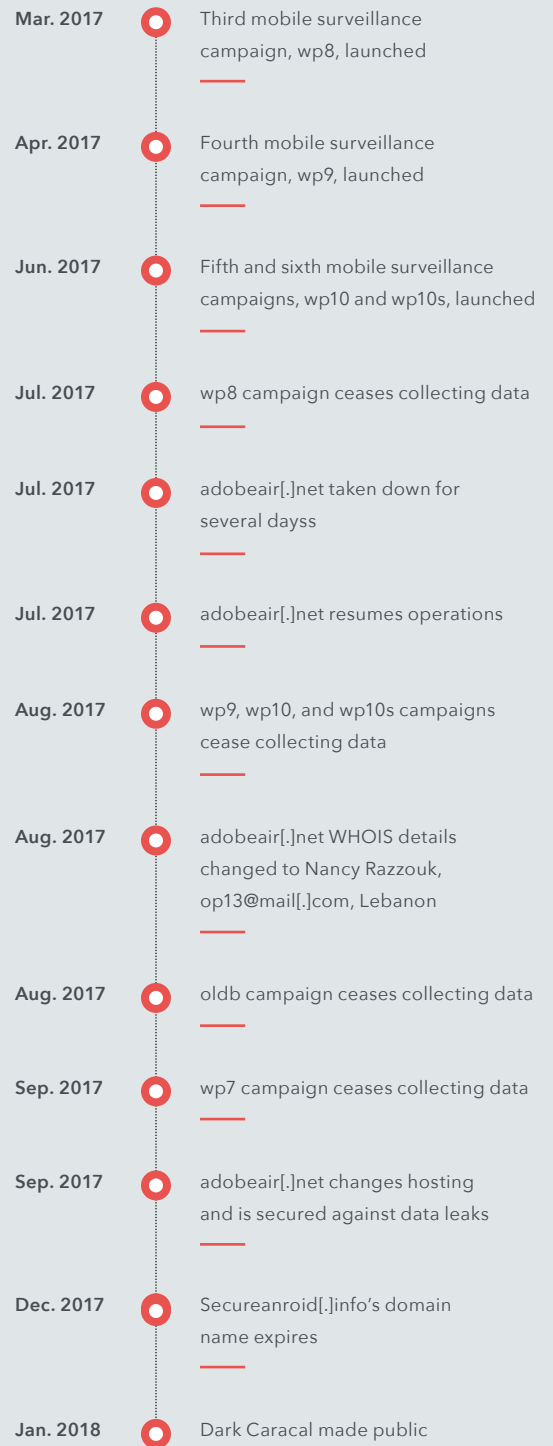 Mar. 2017 Third mobile surveillance
campaign, wp8, launched
Apr. 2017 Fourth mobile surveillance
campaign, wp9, launched
Jun. 2017 Fifth and sixth mobile surveillance
campaigns, wp10 and wp10s, launched
Jul. 2017 wp8 campaign ceases collecting data
Jul. 2017 adobeair[.]net taken down for
several dayss
Jul. 2017 adobeair[.]net resumes operations
Aug. 2017 wp9, wp10, and wp10s campaigns
cease collecting data
Aug. 2017 adobeair[.]net WHOIS details
changed to Nancy Razzouk,
op13@mail[.]com, Lebanon
Aug. 2017 oldb campaign ceases collecting data
Sep. 2017 wp7 campaign ceases collecting data
Sep. 2017 adobeair[.]net changes hosting
and is secured against data leaks
Dec. 2017 Secureanroid[.]info’s domain
name expires
Jan. 2018 Dark Caracal made public